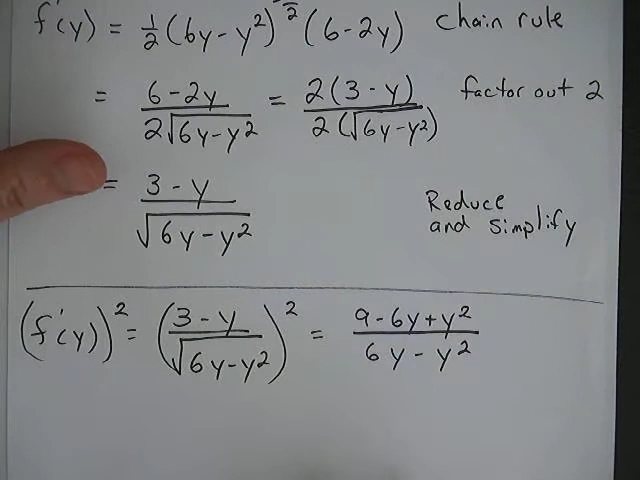 f'(y) = 1/2 (6y - y²)^-1/2 (6 - 2y) chain rule
= (6 - 2y)/(2√(6y - y²)) = 2(3 - y)/(2(√(6y - y²))) factor out 2
= (3 - y)/√(6y - y²) Reduce and simplify
(f'(y))² = ((3 - y)/√(6y - y²))² = (9 - 6y + y²)/(6y - y²)